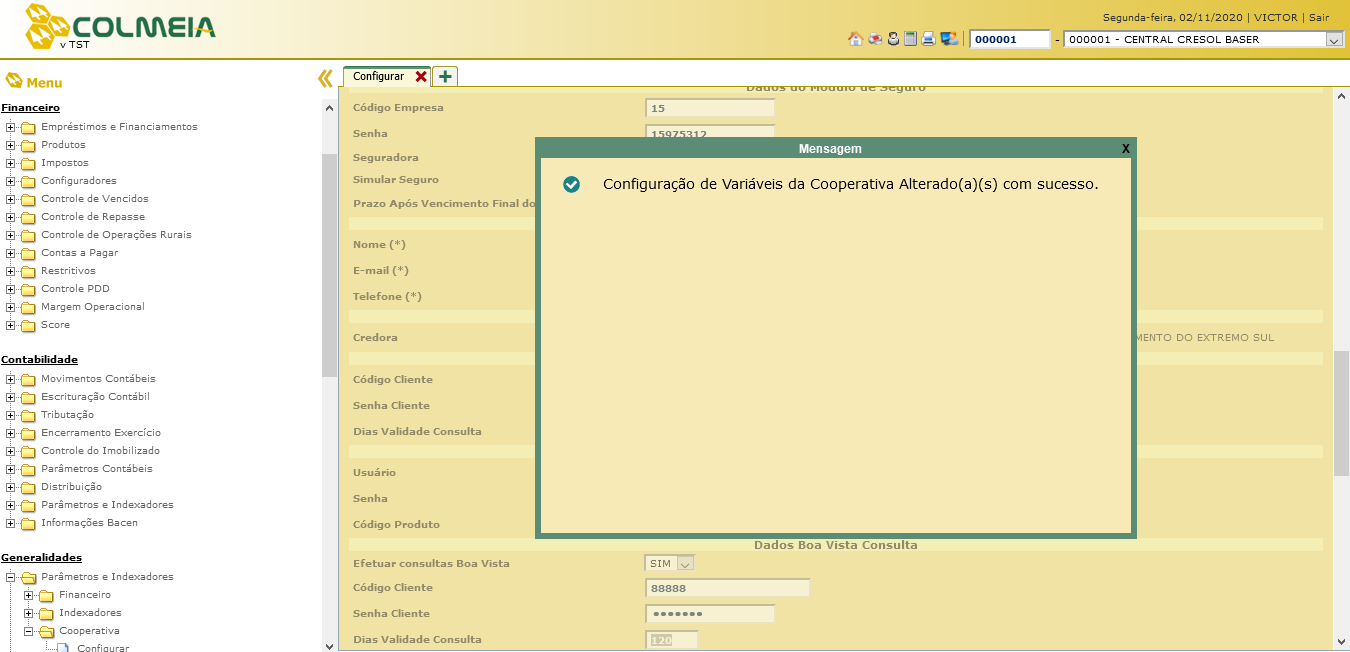 COLMEIA
v TST
Segunda-feira, 02/11/2020 | VICTOR | Sair
000001 - 000001 - CENTRAL CRESOL BASER
Menu
Financeiro
Empréstimos e Financiamentos
Produtos
Impostos
Configuradores
Controle de Vencidos
Controle de Repasse
Controle de Operações Rurais
Contas a Pagar
Restritivos
Controle PDD
Margem Operacional
Score
Contabilidade
Movimentos Contábeis
Escrituração Contábil
Tributação
Encerramento Exercício
Controle do Imobilizado
Parâmetros Contábeis
Distribuição
Parâmetros e Indexadores
Informações Bacen
Generalidades
Parâmetros e Indexadores
Financeiro
Indexadores
Cooperativa
Configurar
Configurar
Dados do Módulo de Seguro
Código Empresa 15
Senha 15975312
Seguradora
Simular Seguro
Prazo Após Vencimento Final do
Nome (*)
E-mail (*)
Telefone (*)
Credora MENTO DO EXTREMO SUL
Código Cliente
Senha Cliente
Dias Validade Consulta
Usuário
Senha
Código Produto
Mensagem X
Configuração de Variáveis da Cooperativa Alterado(a)(s) com sucesso.
Dados Boa Vista Consulta
Efetuar consultas Boa Vista SIM
Código Cliente 88888
Senha Cliente •••••••
Dias Validade Consulta 120